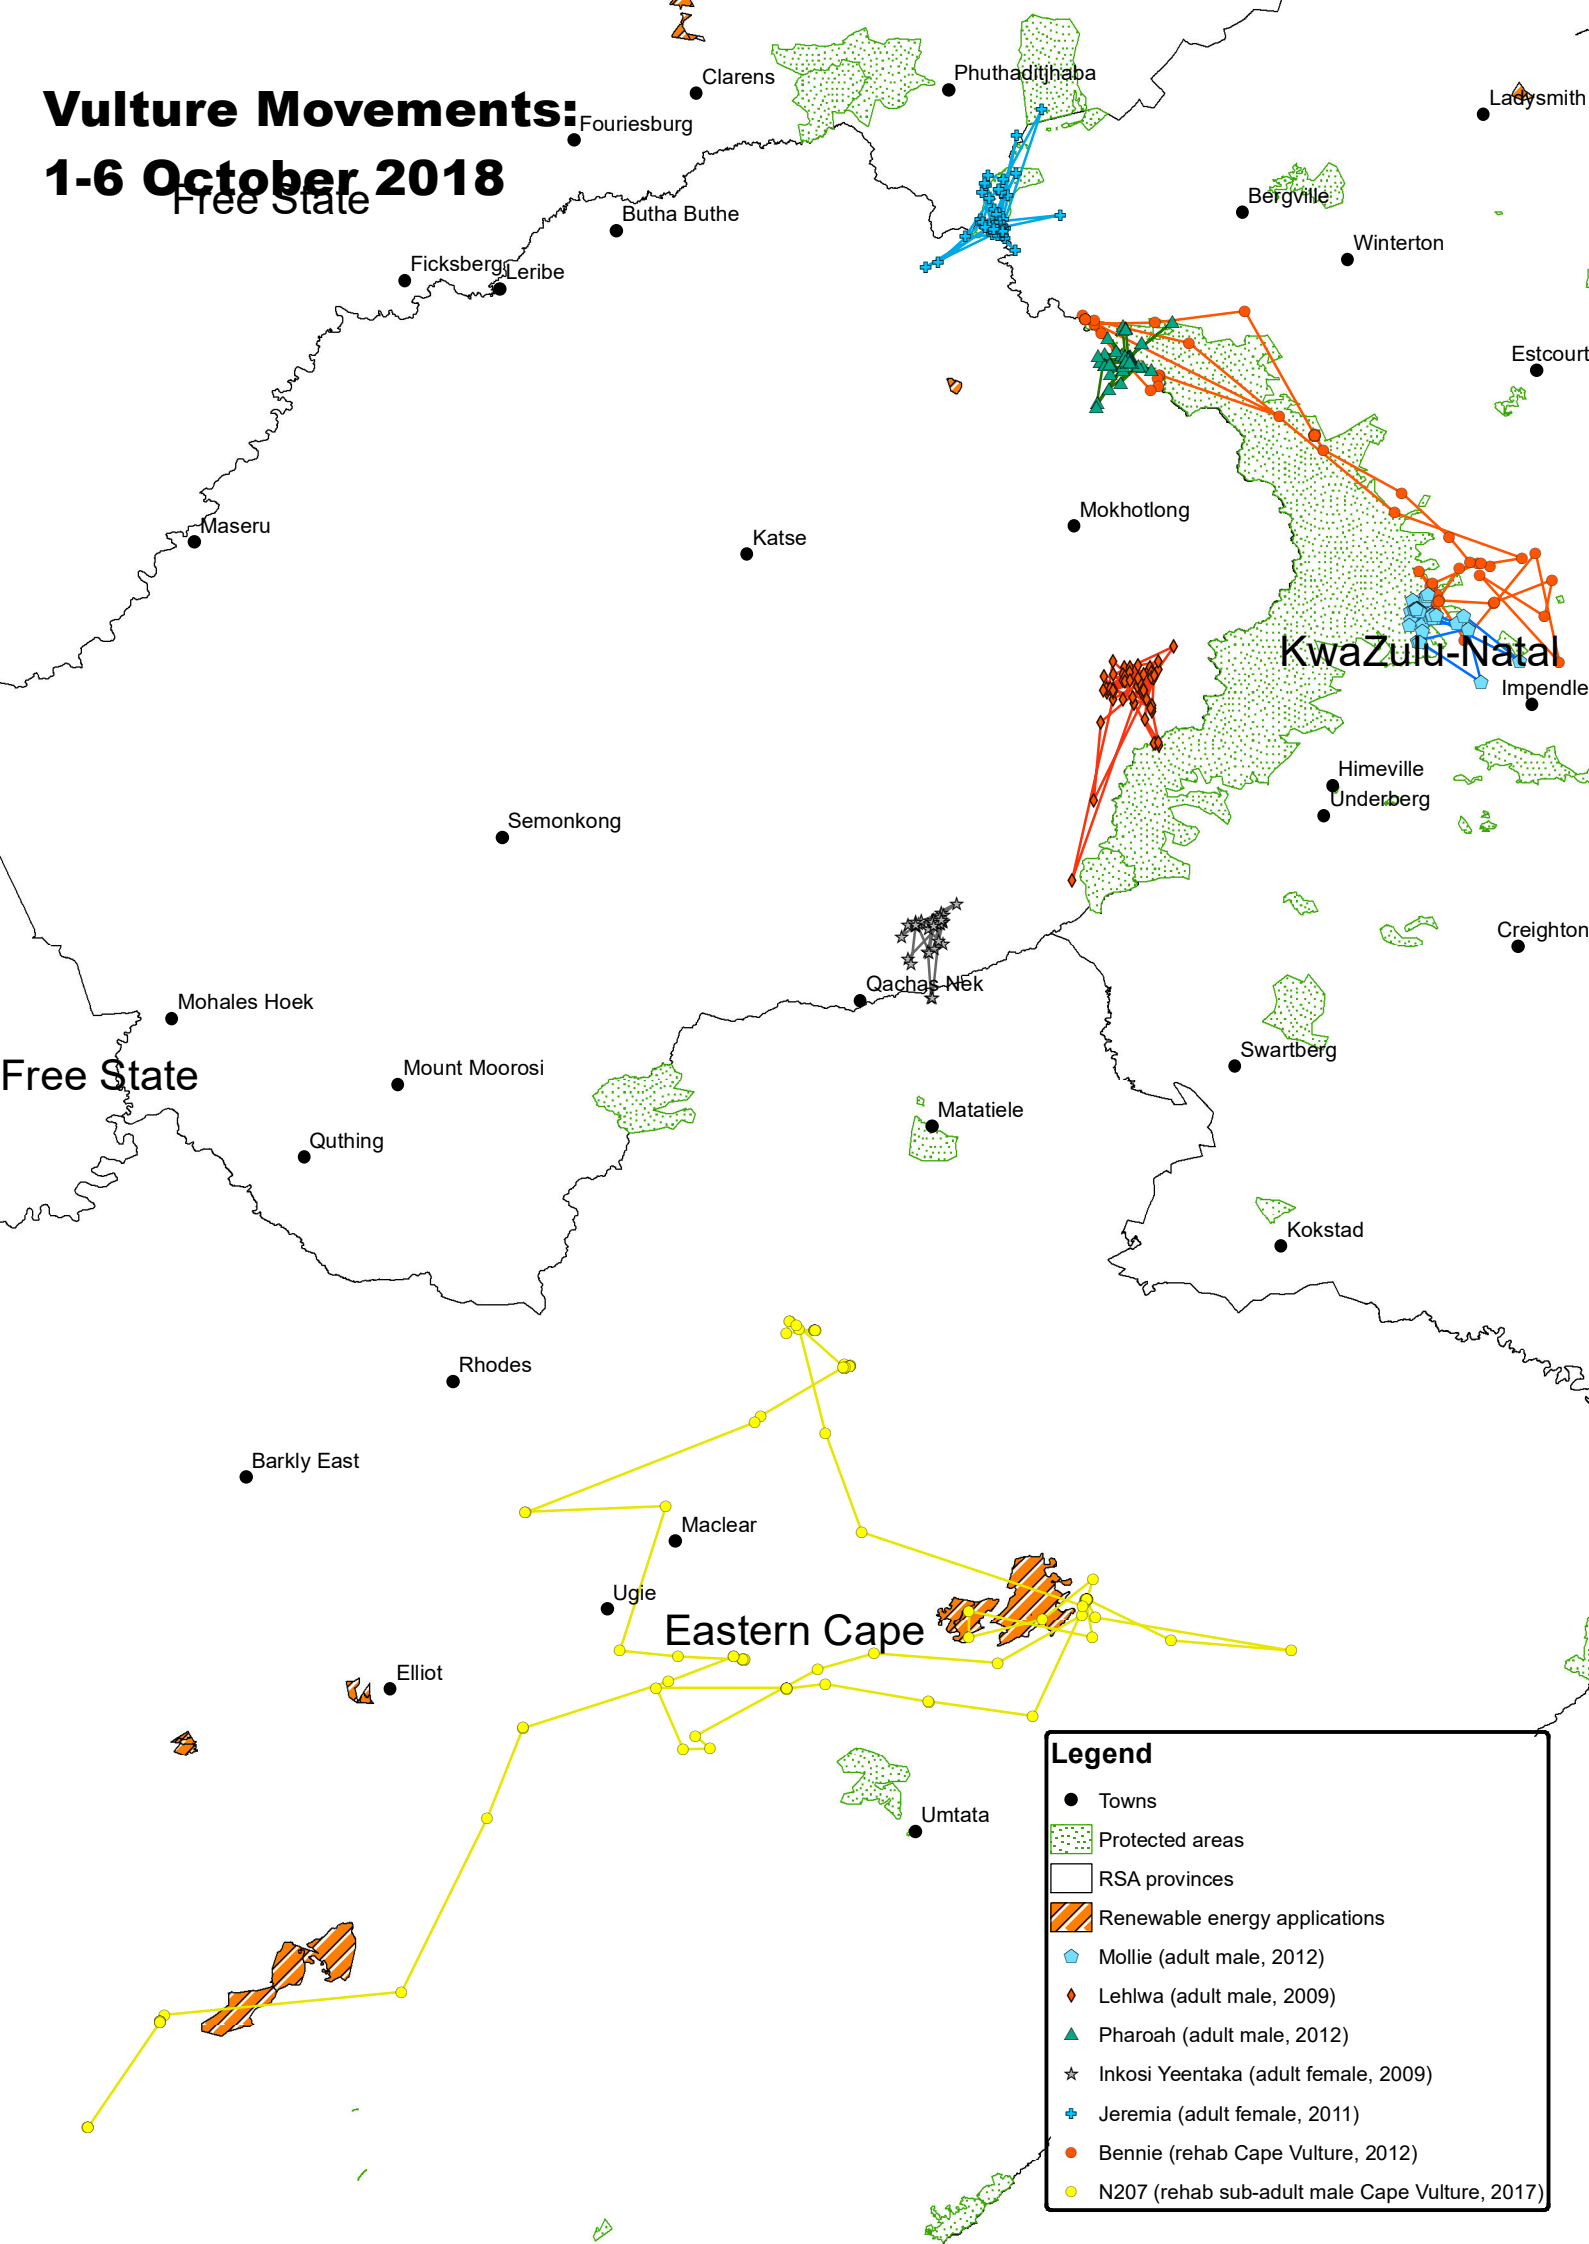 Clarens
Phuthaditjhaba
Ladysmith
Vulture Movements:
Fouriesburg
1-6 October 2018
Free State
Bergville
Butha Buthe
Winterton
Ficksberg
Leribe
Estcourt
Mokhotlong
Maseru
Katse
KwaZulu-Natal
Impendle
Himeville
Underberg
Semonkong
Creighton
Qachas Nek
Mohales Hoek
Swartberg
Free State
Mount Moorosi
Matatiele
Quthing
Kokstad
Rhodes
Barkly East
Maclear
Ugie
Eastern Cape
Elliot
Umtata
Legend
Towns
Protected areas
RSA provinces
Renewable energy applications
Mollie (adult male, 2012)
Lehlwa (adult male, 2009)
Pharoah (adult male, 2012)
Inkosi Yeentaka (adult female, 2009)
Jeremia (adult female, 2011)
Bennie (rehab Cape Vulture, 2012)
N207 (rehab sub-adult male Cape Vulture, 2017)